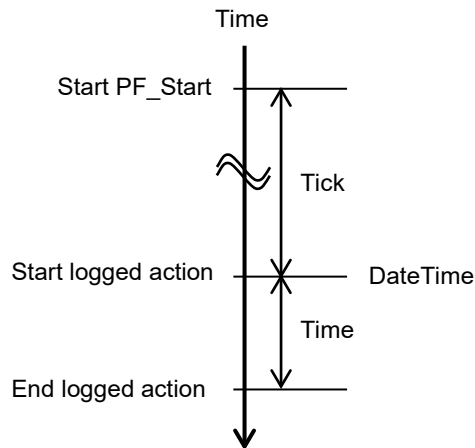 Time
Start PF_Start
Tick
Start logged action
DateTime
Time
End logged action